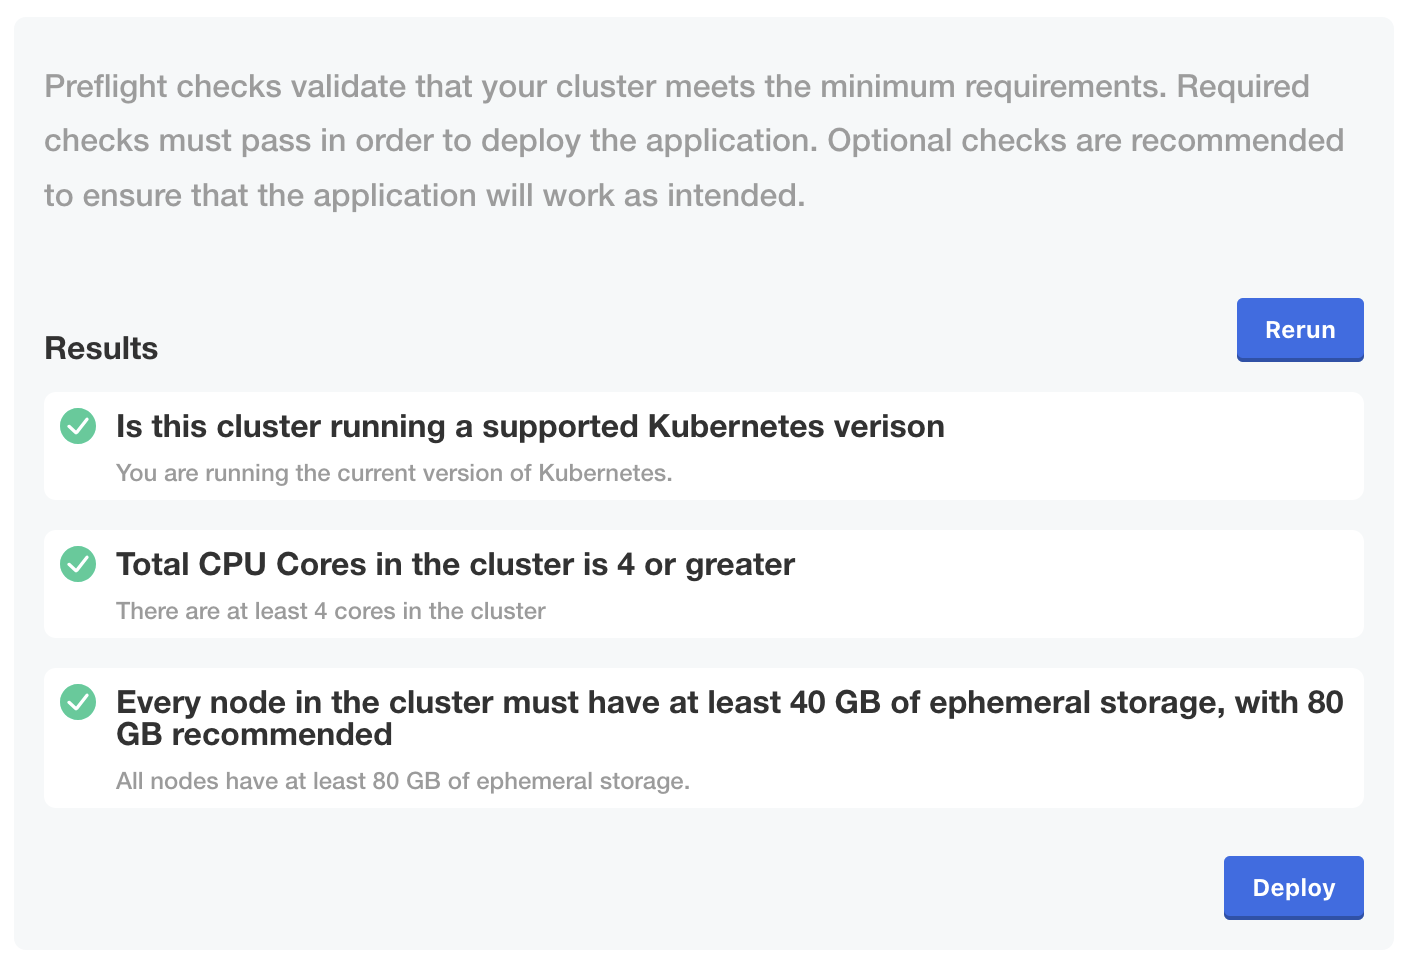 Preflight checks validate that your cluster meets the minimum requirements. Required
checks must pass in order to deploy the application. Optional checks are recommended
to ensure that the application will work as intended.
Rerun
Results
Is this cluster running a supported Kubernetes verison
You are running the current version of Kubernetes.
Total CPU Cores in the cluster is 4 or greater
There are at least 4 cores in the cluster
Every node in the cluster must have at least 40 GB of ephemeral storage, with 80
GB recommended
All nodes have at least 80 GB of ephemeral storage.
Deploy